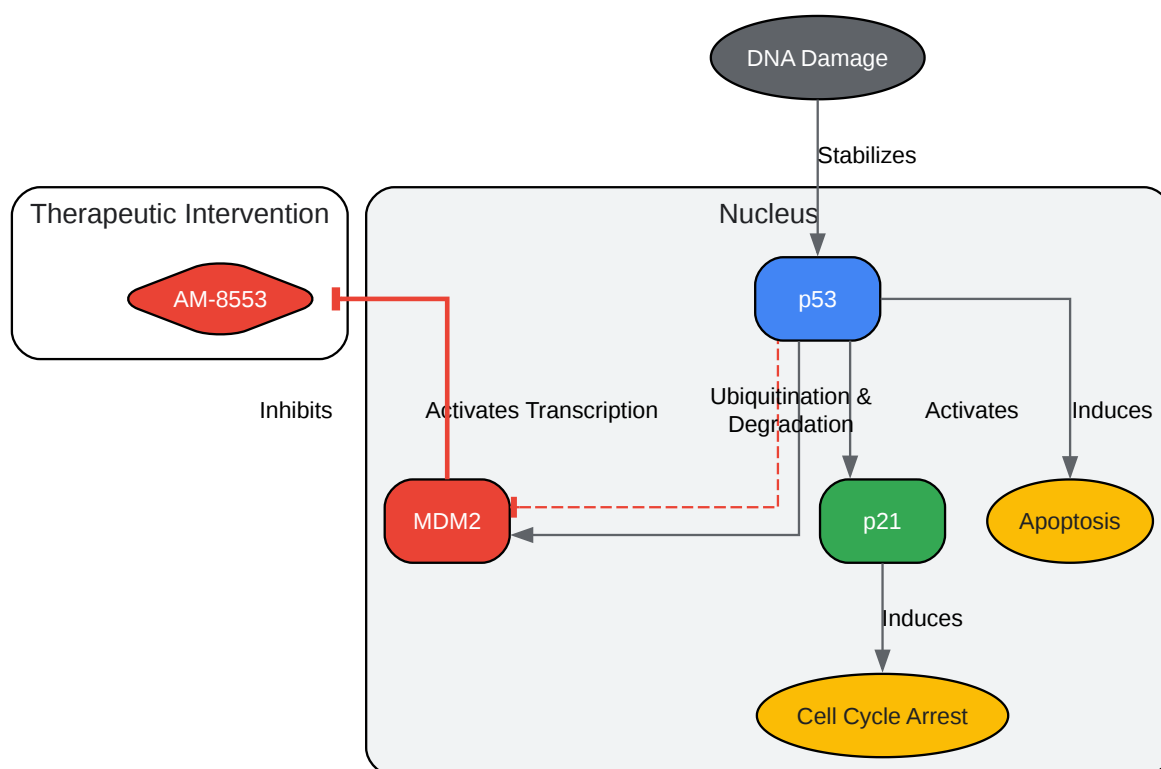 DNA Damage
Stabilizes
Therapeutic Intervention
Nucleus
AM-8553
p53
Inhibits
Activates Transcription
Ubiquitination &
Degradation
Activates
Induces
MDM2
p21
Apoptosis
Induces
Cell Cycle Arrest